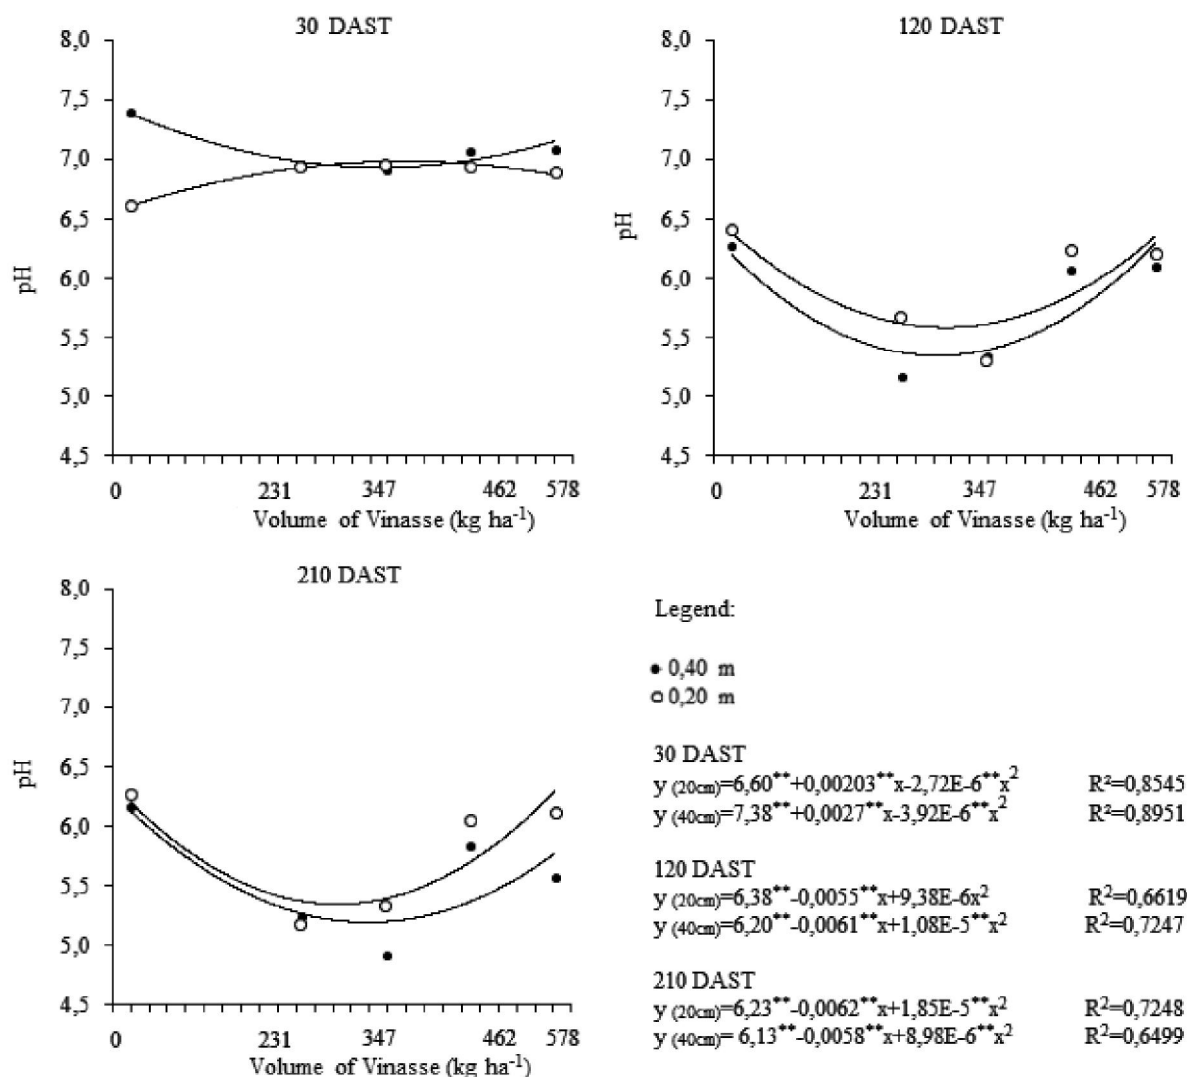 30 DAST
8,0
7,5
7,0
6,5
6,0
5,5
5,0
4,5
pH
0 231 347 462 578
Volume of Vinasse (kg ha⁻¹)
120 DAST
8,0
7,5
7,0
6,5
6,0
5,5
5,0
4,5
pH
0 231 347 462 578
Volume of Vinasse (kg ha⁻¹)
210 DAST
8,0
7,5
7,0
6,5
6,0
5,5
5,0
4,5
pH
0 231 347 462 578
Volume of Vinasse (kg ha⁻¹)
Legend:
0,40 m
0,20 m
30 DAST
y (20cm)=6,60**+0,00203**x-2,72E-6**x² R²=0,8545
y (40cm)=7,38**+0,0027**x-3,92E-6**x² R²=0,8951
120 DAST
y (20cm)=6,38**-0,0055**x+9,38E-6x² R²=0,6619
y (40cm)=6,20**-0,0061**x+1,08E-5**x² R²=0,7247
210 DAST
y (20cm)=6,23**-0,0062**x+1,85E-5**x² R²=0,7248
y (40cm)= 6,13**-0,0058**x+8,98E-6**x² R²=0,6499